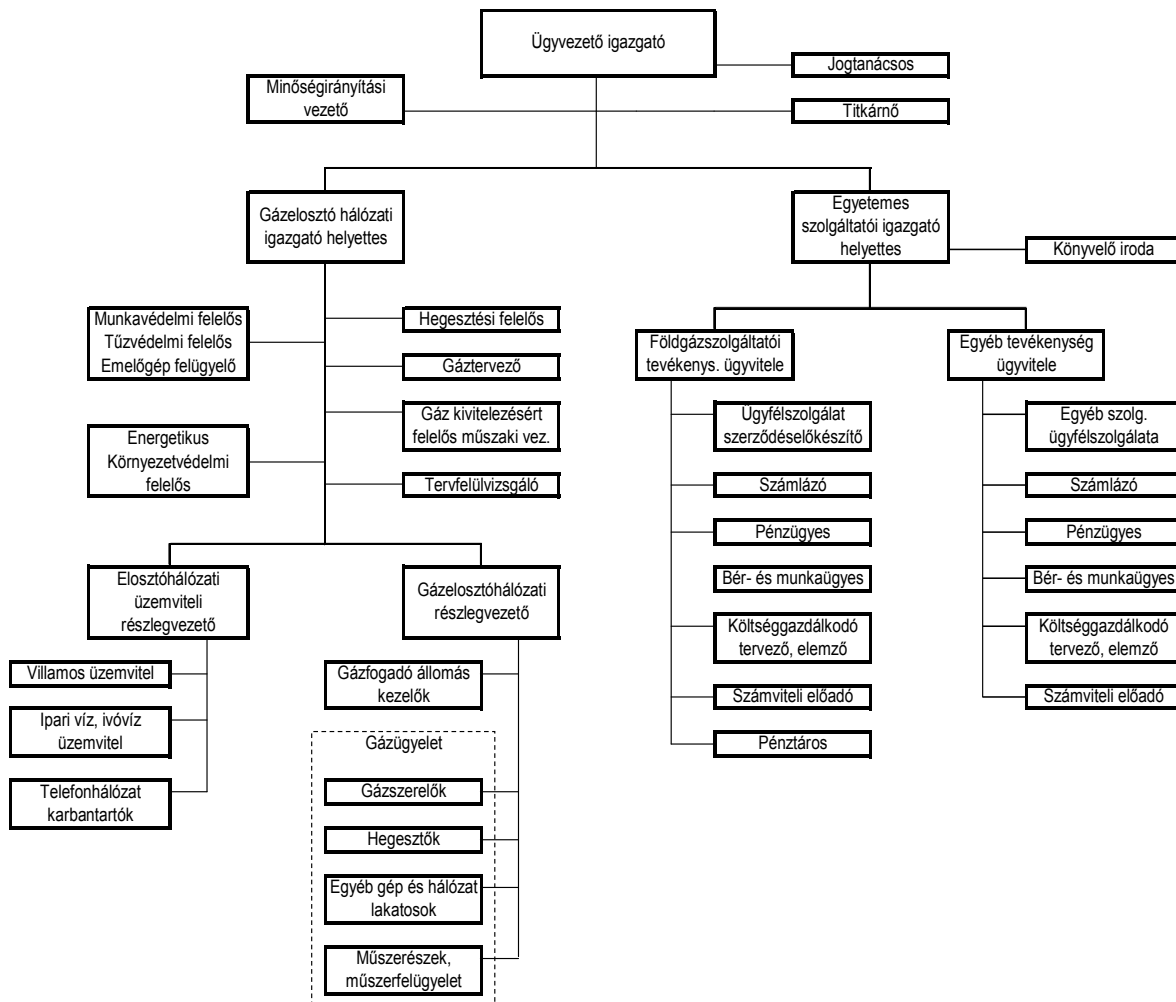 Ügyvezető igazgató
Jogtanácsos
Minőségirányítási
vezető
Titkárnő
Gázelosztó hálózati
igazgató helyettes
Egyetemes
szolgáltatói igazgató
helyettes
Könyvelő iroda
Munkavédelmi felelős
Tűzvédelmi felelős
Emelőgép felügyelő
Hegesztési felelős
Gáztervező
Gáz kivitelezésért
felelős műszaki vez.
Energetikus
Környezetvédelmi
felelős
Tervfelülvizsgáló
Földgázszolgáltatói
tevékenys. ügyvitele
Egyéb tevékenység
ügyvitele
Ügyfélszolgálat
szerződéselőkészítő
Számlázó
Pénzügyes
Bér- és munkaügyes
Költséggazdálkodó
tervező, elemző
Számviteli előadó
Pénztáros
Egyéb szolg.
ügyfélszolgálata
Számlázó
Pénzügyes
Bér- és munkaügyes
Költséggazdálkodó
tervező, elemző
Számviteli előadó
Elosztóhálózati
üzemviteli
részlegvezető
Gázelosztóhálózati
részlegvezető
Villamos üzemvitel
Ipari víz, ivóvíz
üzemvitel
Telefonhálózat
karbantartók
Gázfogadó állomás
kezelők
Gázügyelet
Gázszerelők
Hegesztők
Egyéb gép és hálózat
lakatosok
Műszerészek,
műszerfelügyelet